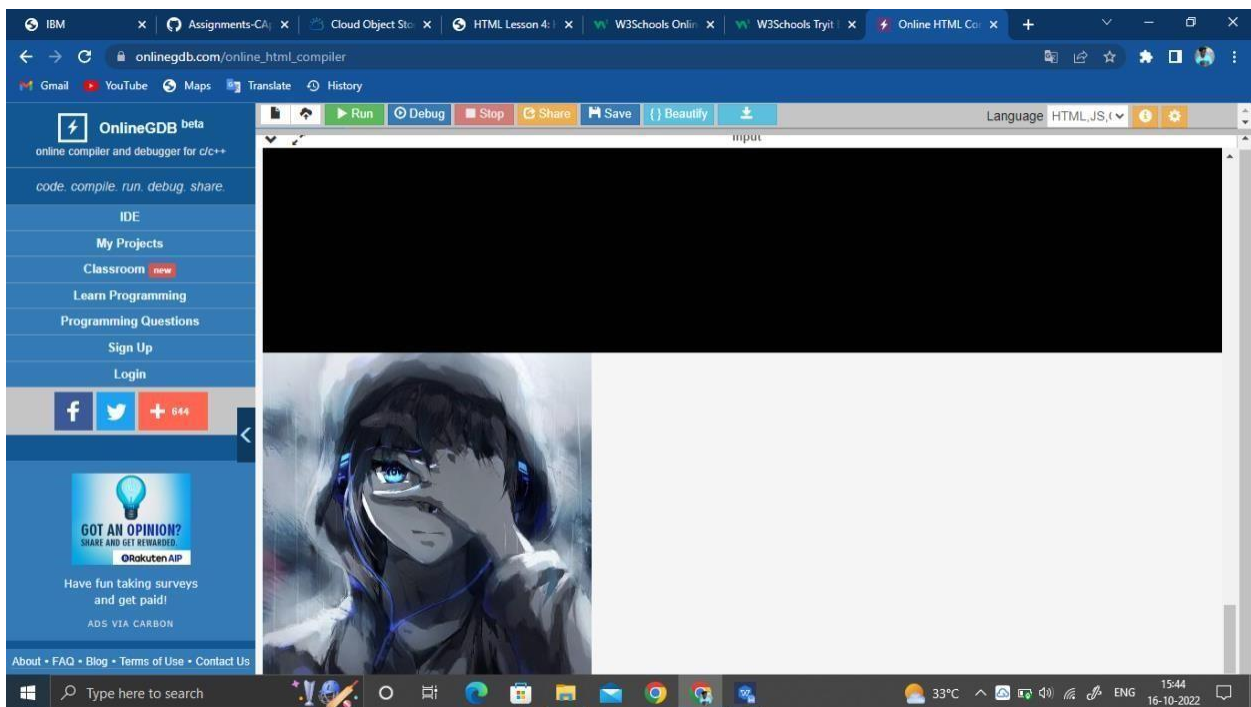 IBM Assignments-CA Cloud Object Sto HTML Lesson 4: W3Schools Onlin W3Schools Tryit Online HTML Co
onlinegdb.com/online_html_compiler
Gmail YouTube Maps Translate History
OnlineGDB beta
online compiler and debugger for c/c++
code. compile. run. debug. share.
IDE
My Projects
Classroom new
Learn Programming
Programming Questions
Sign Up
Login
644
GOT AN OPINION?
SHARE AND GET REWARDED.
Rakuten AIP
Have fun taking surveys
and get paid!
ADS VIA CARBON
About • FAQ • Blog • Terms of Use • Contact Us
Run Debug Stop Share Save { } Beautify Language HTML,JS,(
input
Type here to search 33°C ENG 15:44
16-10-2022